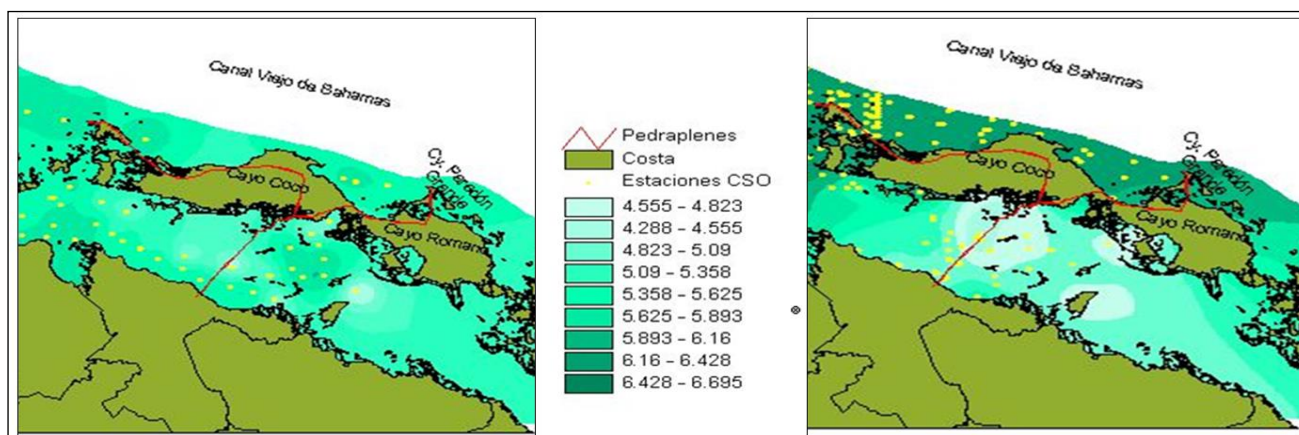 Canal Viejo de Bahamas
Cayo Coco
Cy. Paredón
Grande
Cayo Romano
Pedraplenes
Costa
Estaciones CSO
4.555 - 4.823
4.288 - 4.555
4.823 - 5.09
5.09 - 5.358
5.358 - 5.625
5.625 - 5.893
5.893 - 6.16
6.16 - 6.428
6.428 - 6.695
Canal Viejo de Bahamas
Cayo Coco
Cy. Paredón
Grande
Cayo Romano